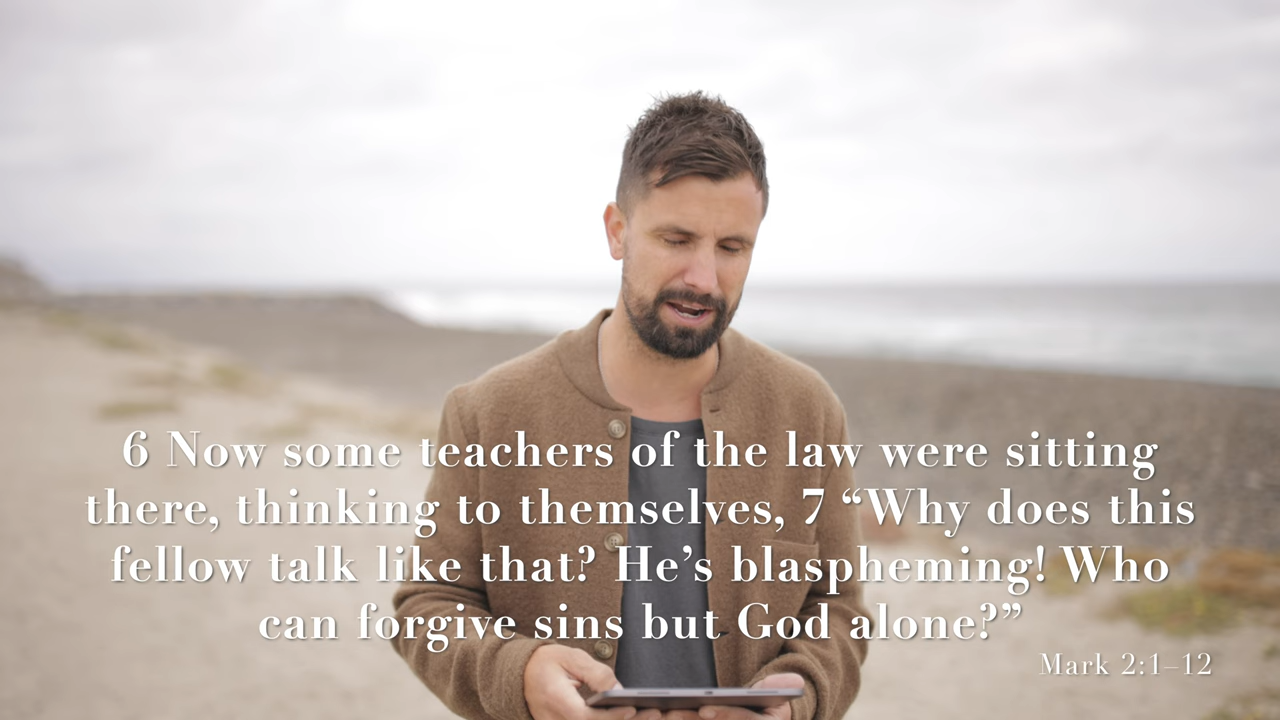 6 Now some teachers of the law were sitting
there, thinking to themselves, 7 “Why does this
fellow talk like that? He’s blaspheming! Who
can forgive sins but God alone?”
Mark 2:1–12